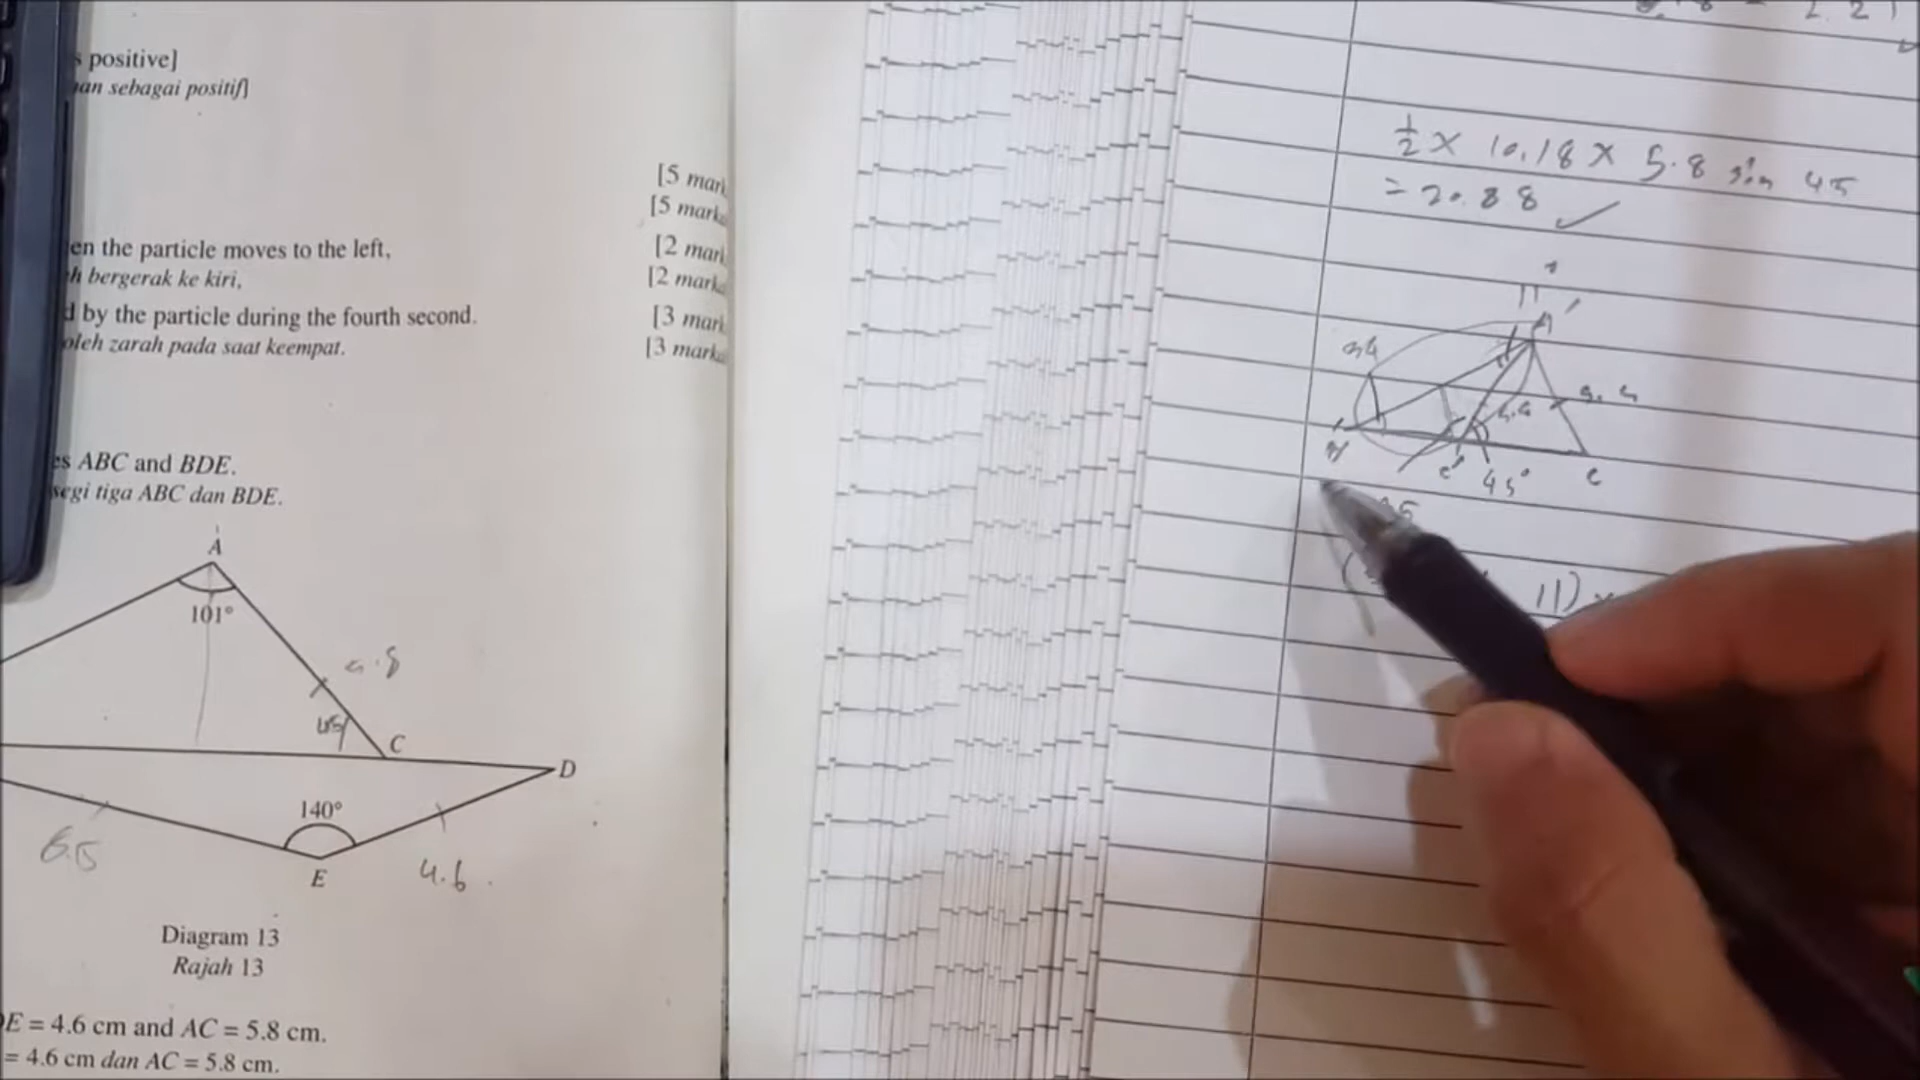 positive]
an sebagai positif]
[5 mar
[5 mark
en the particle moves to the left,
[2 mar
h bergerak ke kiri,
[2 mark
d by the particle during the fourth second.
[3 mar
oleh zarah pada saat keempat.
[3 mark
es ABC and BDE.
segi tiga ABC dan BDE.
A
101°
5.8
45
C
D
140°
6.5
E
4.6
Diagram 13
Rajah 13
E = 4.6 cm and AC = 5.8 cm.
= 4.6 cm dan AC = 5.8 cm.
1/2 × 10.18 × 5.8 sin 45
= 20.88 ✓
A
C'
45°
C
11) ×